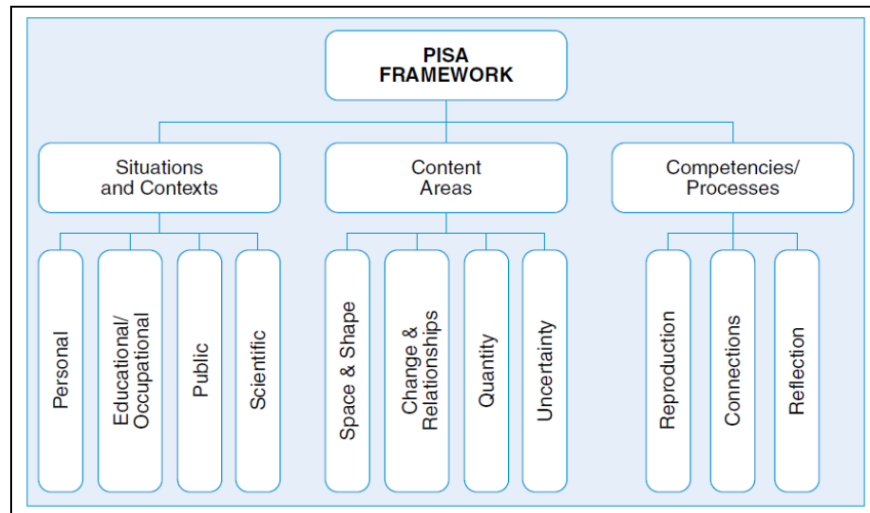 PISA
FRAMEWORK
Situations
and Contexts
Content
Areas
Competencies/
Processes
Personal
Educational/
Occupational
Public
Scientific
Space & Shape
Change &
Relationships
Quantity
Uncertainty
Reproduction
Connections
Reflection